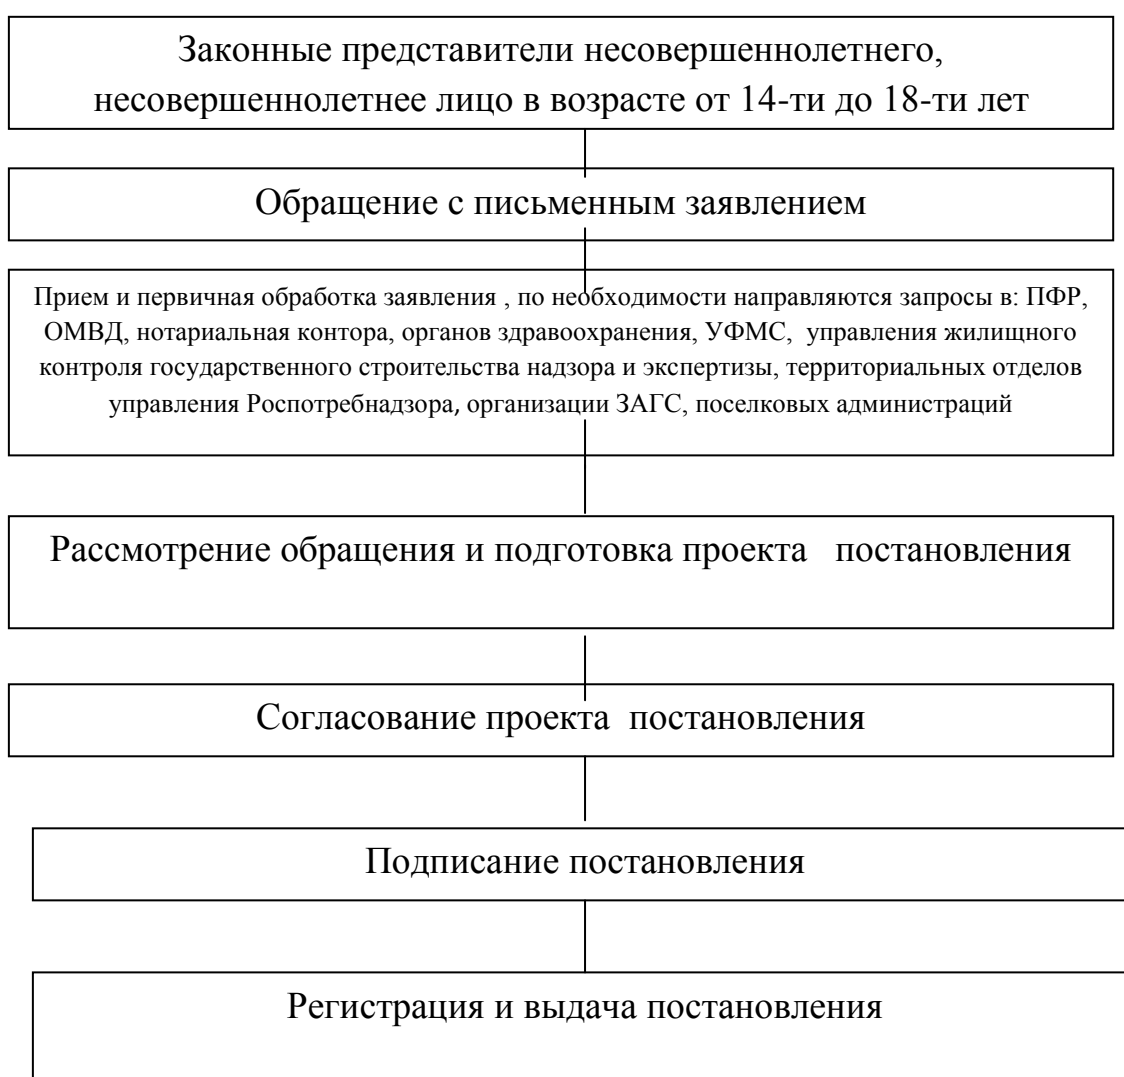 Законные представители несовершеннолетнего,
несовершеннолетнее лицо в возрасте от 14-ти до 18-ти лет
Обращение с письменным заявлением
Прием и первичная обработка заявления , по необходимости направляются запросы в: ПФР,
ОМВД, нотариальная контора, органов здравоохранения, УФМС, управления жилищного
контроля государственного строительства надзора и экспертизы, территориальных отделов
управления Роспотребнадзора, организации ЗАГС, поселковых администраций
Рассмотрение обращения и подготовка проекта постановления
Согласование проекта постановления
Подписание постановления
Регистрация и выдача постановления